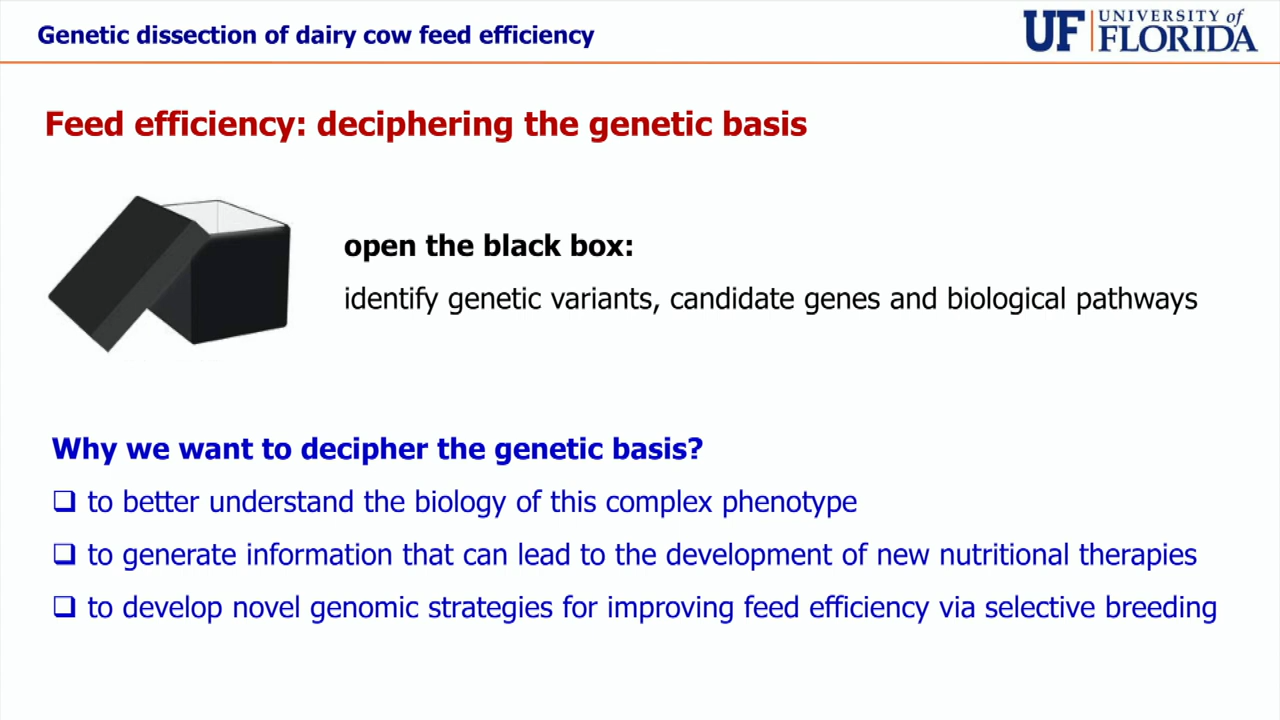 Genetic dissection of dairy cow feed efficiency
UF UNIVERSITY of
FLORIDA
Feed efficiency: deciphering the genetic basis
open the black box:
identify genetic variants, candidate genes and biological pathways
Why we want to decipher the genetic basis?
❑ to better understand the biology of this complex phenotype
❑ to generate information that can lead to the development of new nutritional therapies
❑ to develop novel genomic strategies for improving feed efficiency via selective breeding